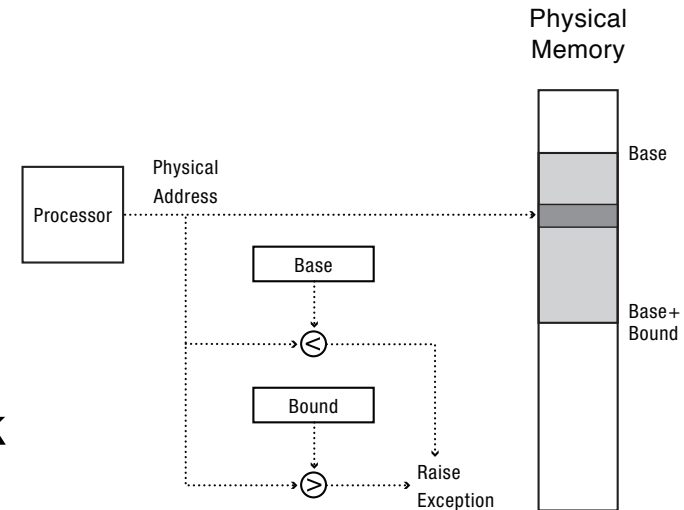 Physical
Memory
Physical
Address
Processor
Base
<
Bound
>
Raise
Exception
Base
Base+
Bound